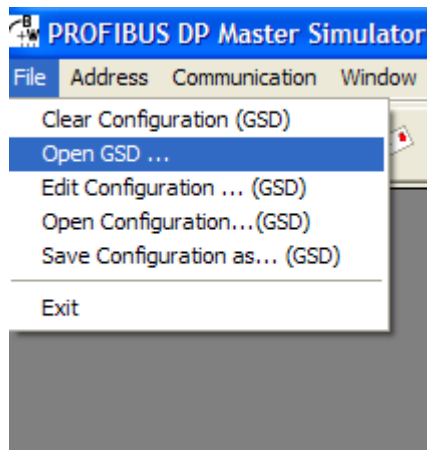 B
+W PROFIBUS DP Master Simulator
File Address Communication Window
Clear Configuration (GSD)
Open GSD ...
Edit Configuration ... (GSD)
Open Configuration...(GSD)
Save Configuration as... (GSD)
Exit